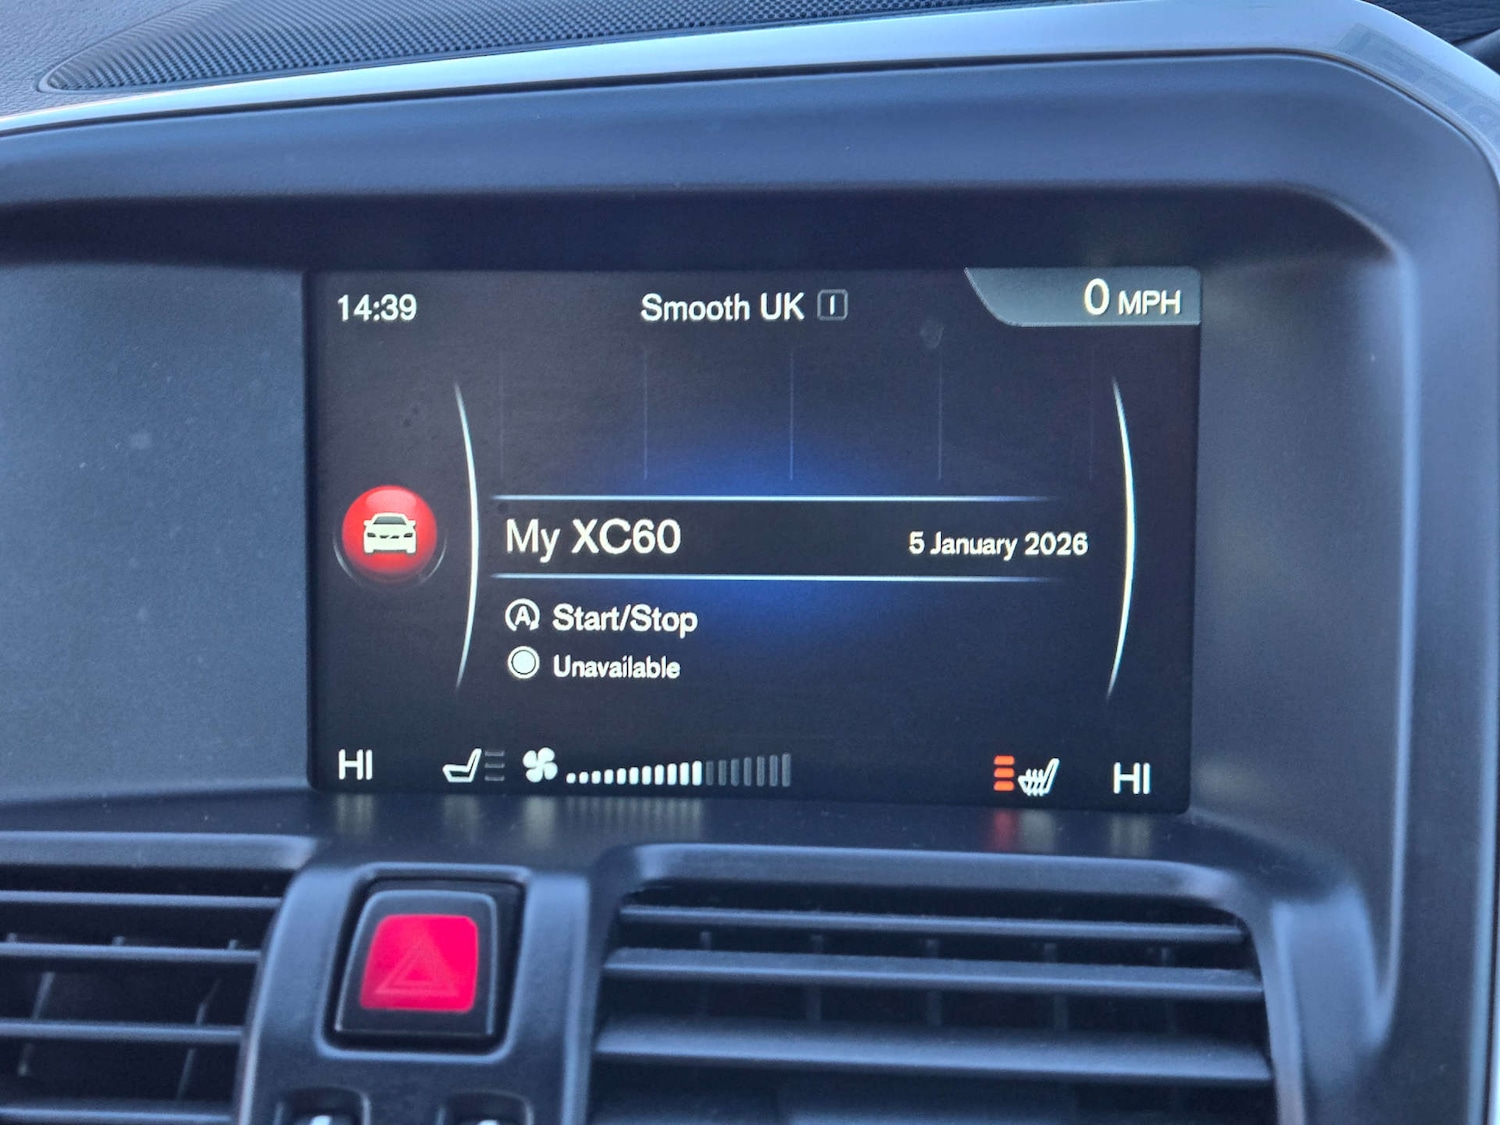 14:39 Smooth UK I 0 MPH
My XC60 5 January 2026
A Start/Stop
Unavailable
HI HI